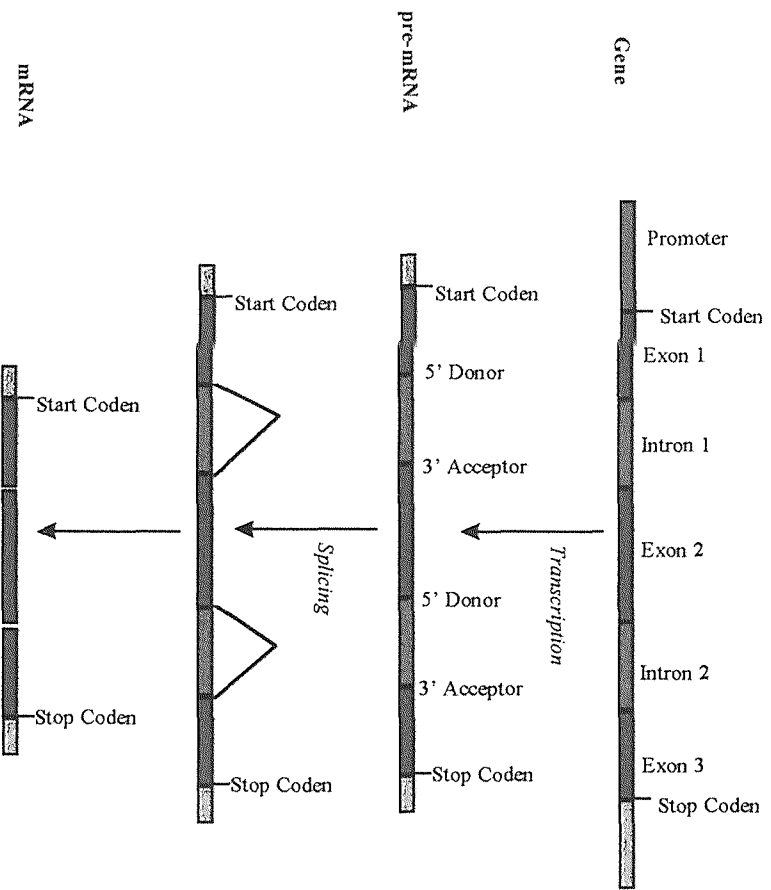 Gene
Promoter
Start Coden
Exon 1
Intron 1
Exon 2
Intron 2
Exon 3
Stop Coden
Transcription
pre-mRNA
Start Coden
5' Donor
3' Acceptor
5' Donor
3' Acceptor
Stop Coden
Splicing
Start Coden
Stop Coden
mRNA
Start Coden
Stop Coden